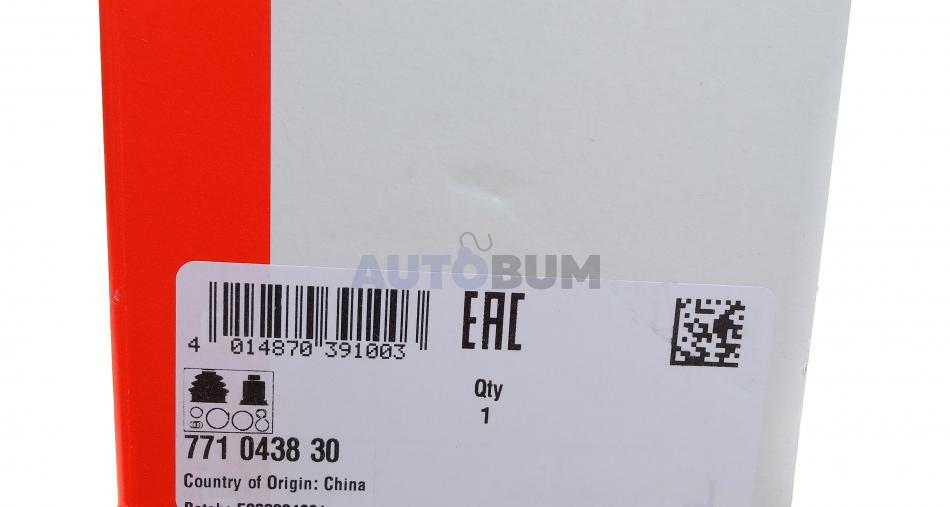 AUTOBUM
EAC
4 014870 391003
Qty
1
771 0438 30
Country of Origin: China